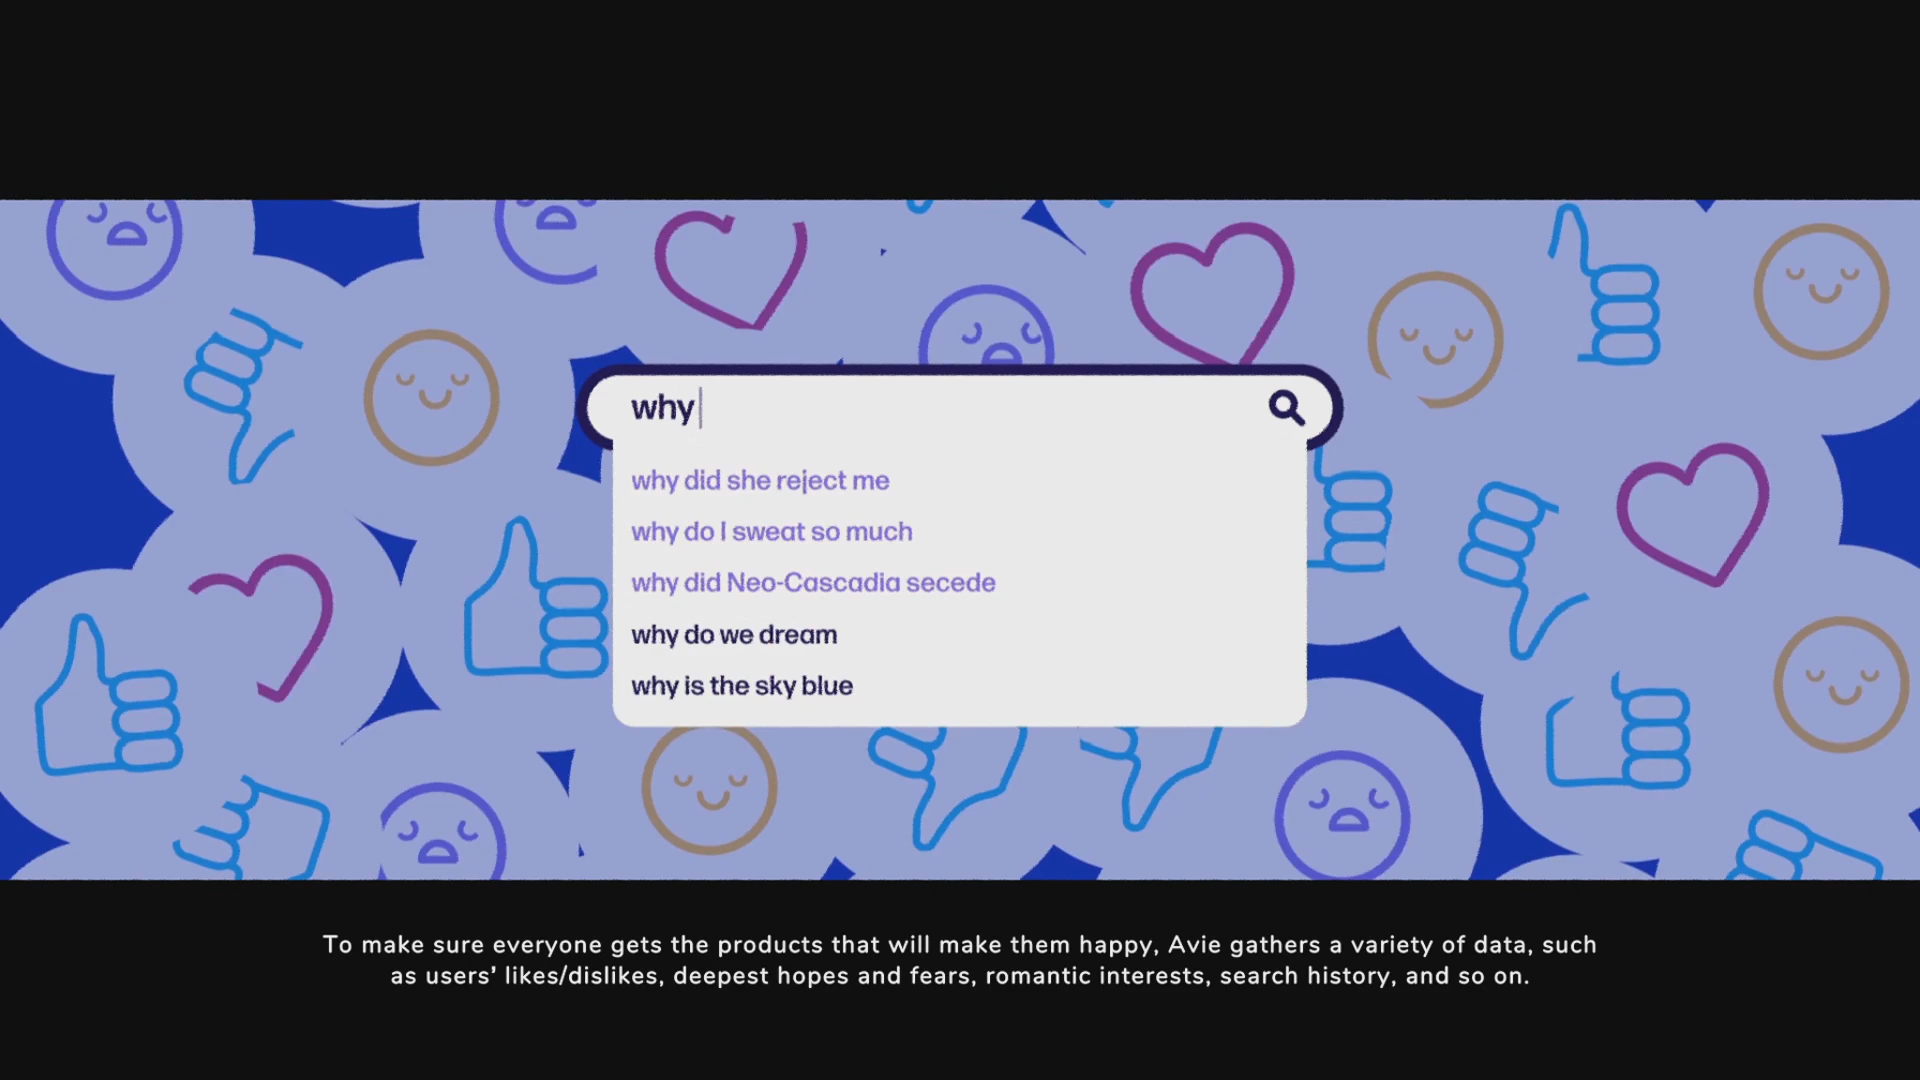 why
why did she reject me
why do I sweat so much
why did Neo-Cascadia secede
why do we dream
why is the sky blue
To make sure everyone gets the products that will make them happy, Avie gathers a variety of data, such
as users’ likes/dislikes, deepest hopes and fears, romantic interests, search history, and so on.